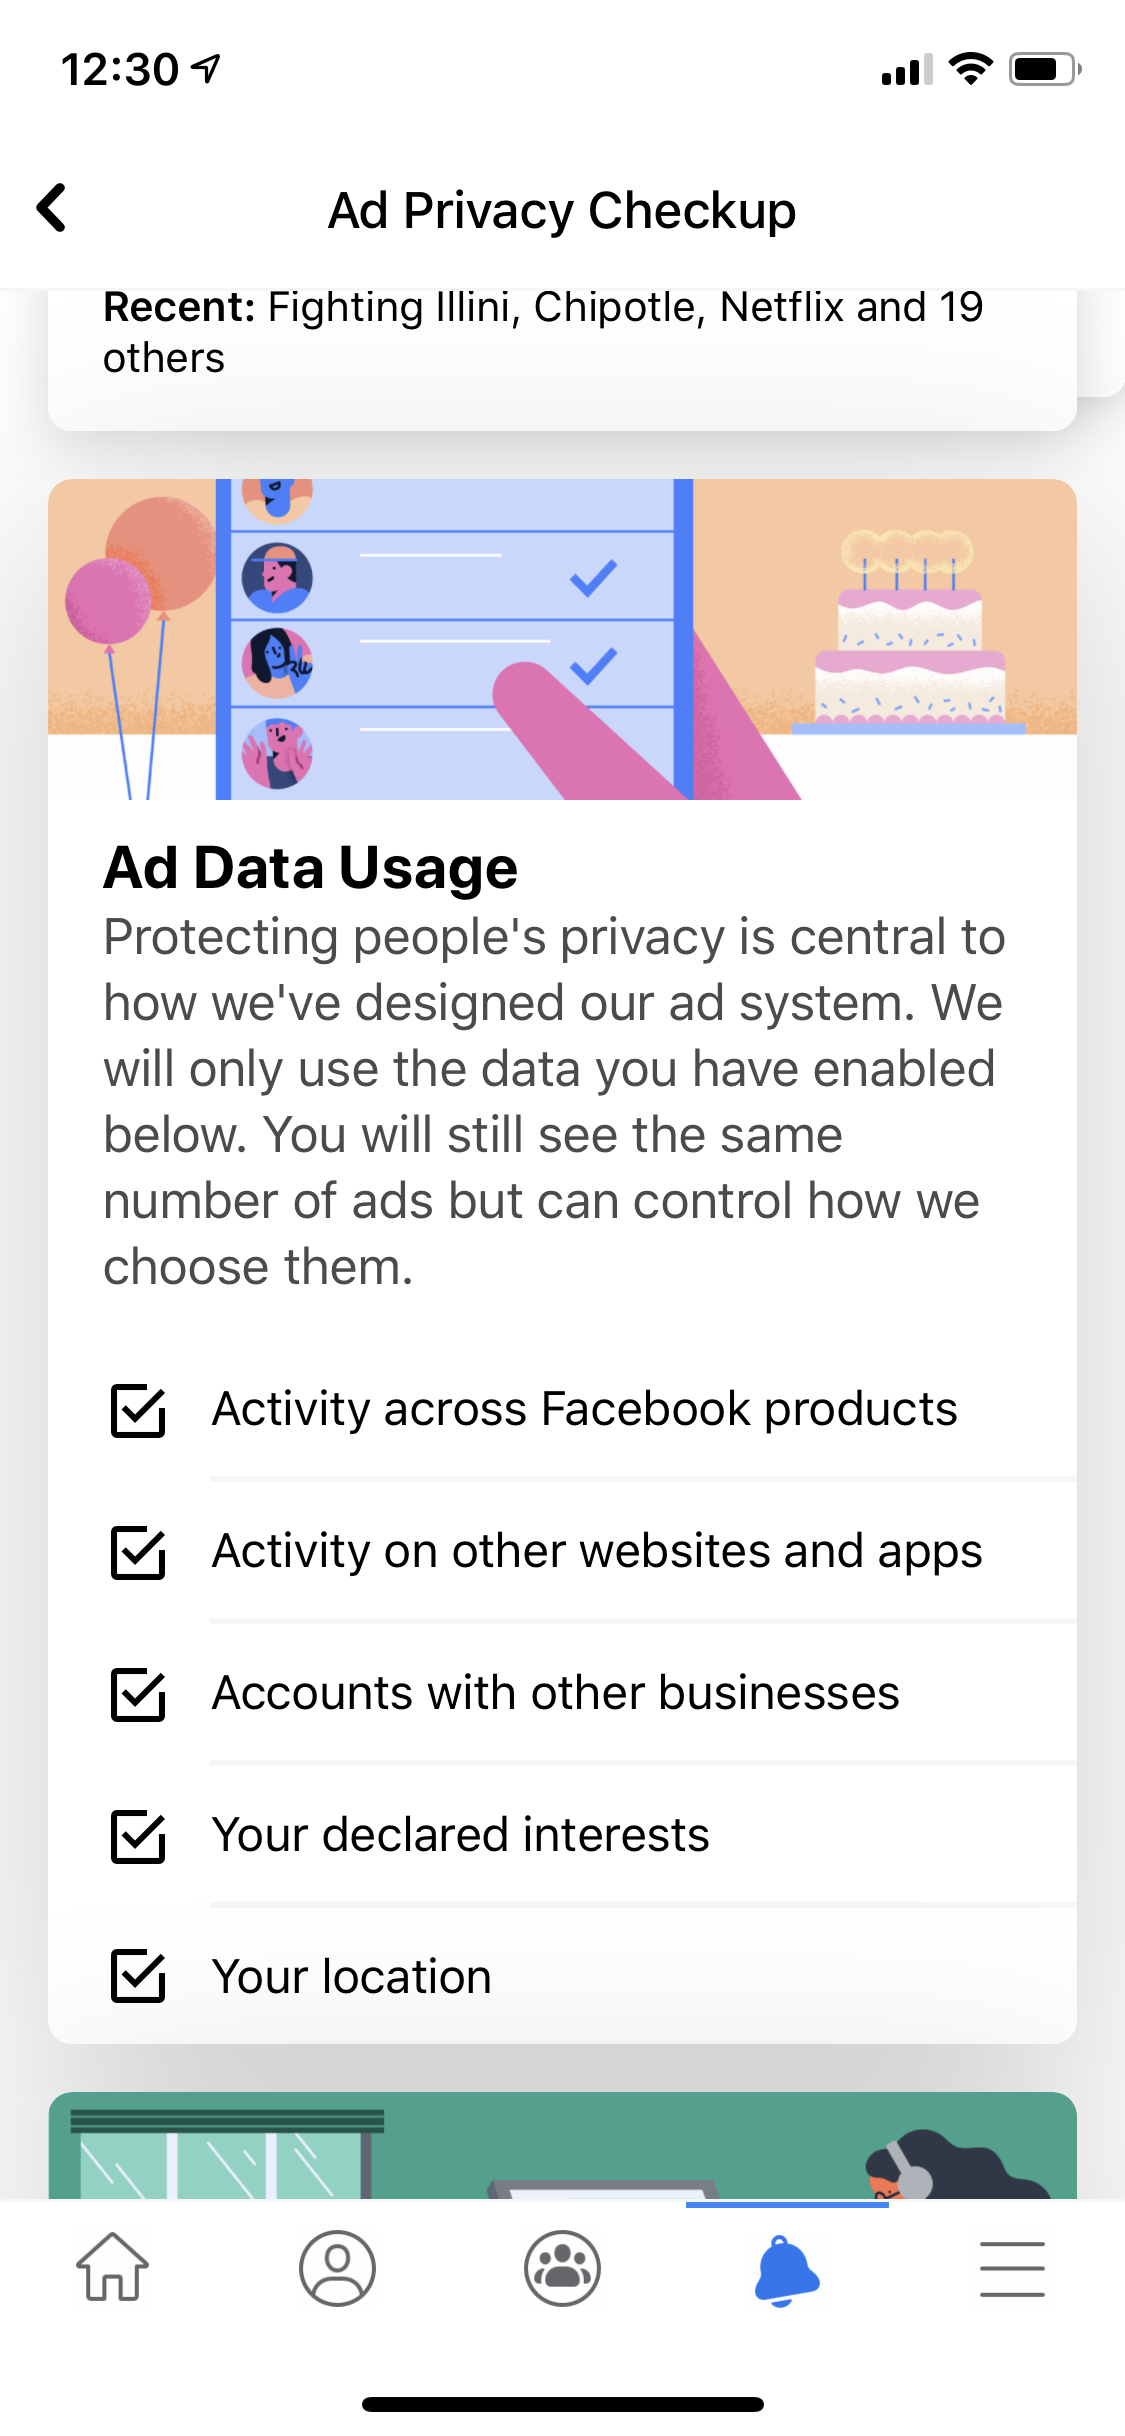 12:30
Ad Privacy Checkup
Recent: Fighting Illini, Chipotle, Netflix and 19
others
Ad Data Usage
Protecting people's privacy is central to
how we've designed our ad system. We
will only use the data you have enabled
below. You will still see the same
number of ads but can control how we
choose them.
Activity across Facebook products
Activity on other websites and apps
Accounts with other businesses
Your declared interests
Your location